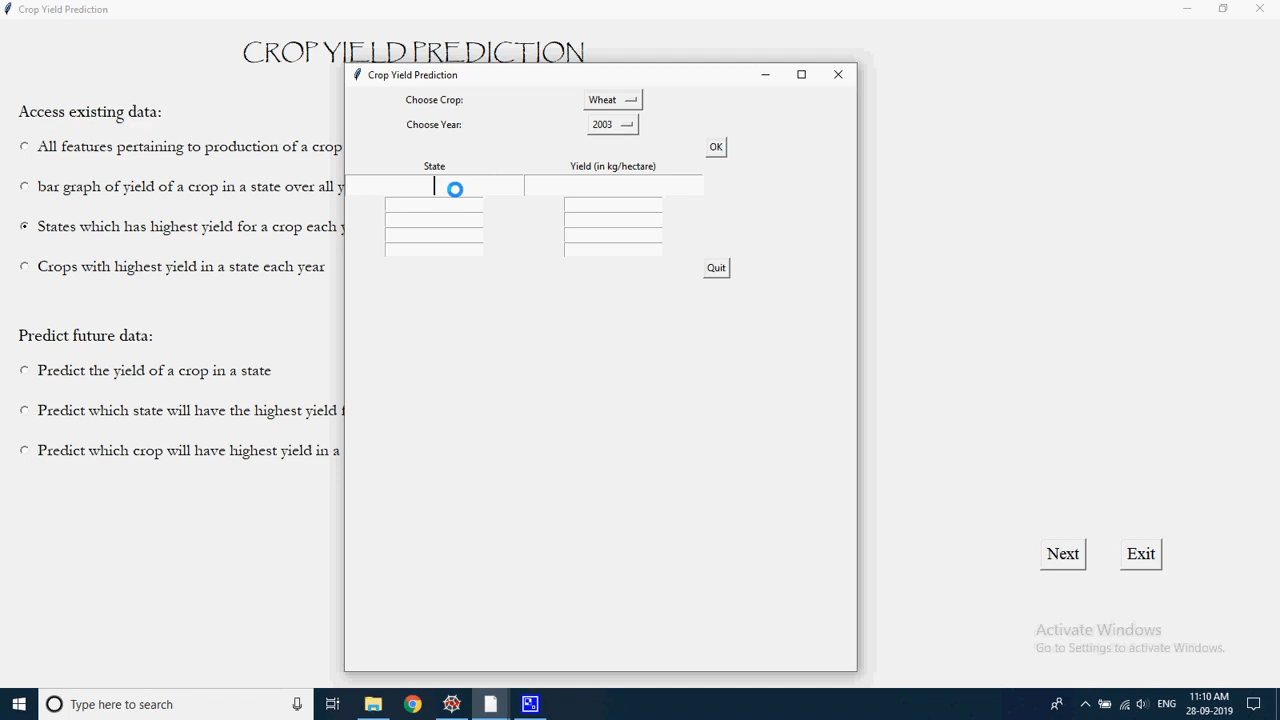 Crop Yield Prediction
CROP YIELD PREDICTION
Access existing data:
All features pertaining to production of a crop
bar graph of yield of a crop in a state over all y
States which has highest yield for a crop each y
Crops with highest yield in a state each year
Predict future data:
Predict the yield of a crop in a state
Predict which state will have the highest yield f
Predict which crop will have highest yield in a
Crop Yield Prediction
Choose Crop: Wheat
Choose Year: 2003
OK
State Yield (in kg/hectare)
Quit
Next Exit
Activate Windows
Go to Settings to activate Windows.
Type here to search
ENG
11:10 AM
28-09-2019